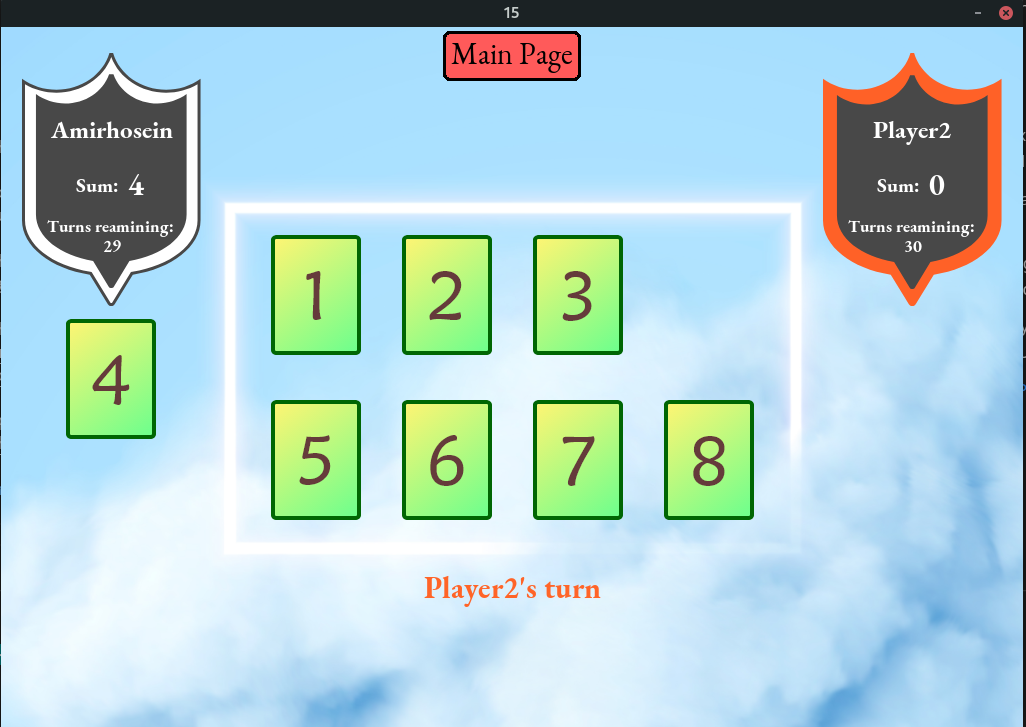 15
Main Page
Amirhosein
Sum: 4
Turns reamining:
29
Player2
Sum: 0
Turns reamining:
30
1 2 3
4
5 6 7 8
Player2's turn